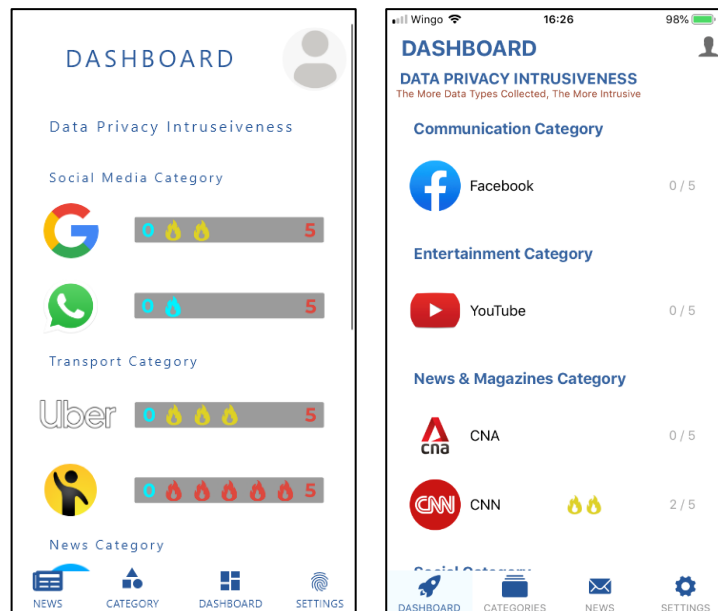 DASHBOARD
Data Privacy Intruseiveness
Social Media Category
0 5
0 5
Transport Category
Uber 0 5
0 5
News Category
NEWS CATEGORY DASHBOARD SETTINGS
Wingo 16:26 98%
DASHBOARD
DATA PRIVACY INTRUSIVENESS
The More Data Types Collected, The More Intrusive
Communication Category
Facebook 0 / 5
Entertainment Category
YouTube 0 / 5
News & Magazines Category
cna CNA 0 / 5
CNN CNN 2 / 5
Social Category
DASHBOARD CATEGORIES NEWS SETTINGS